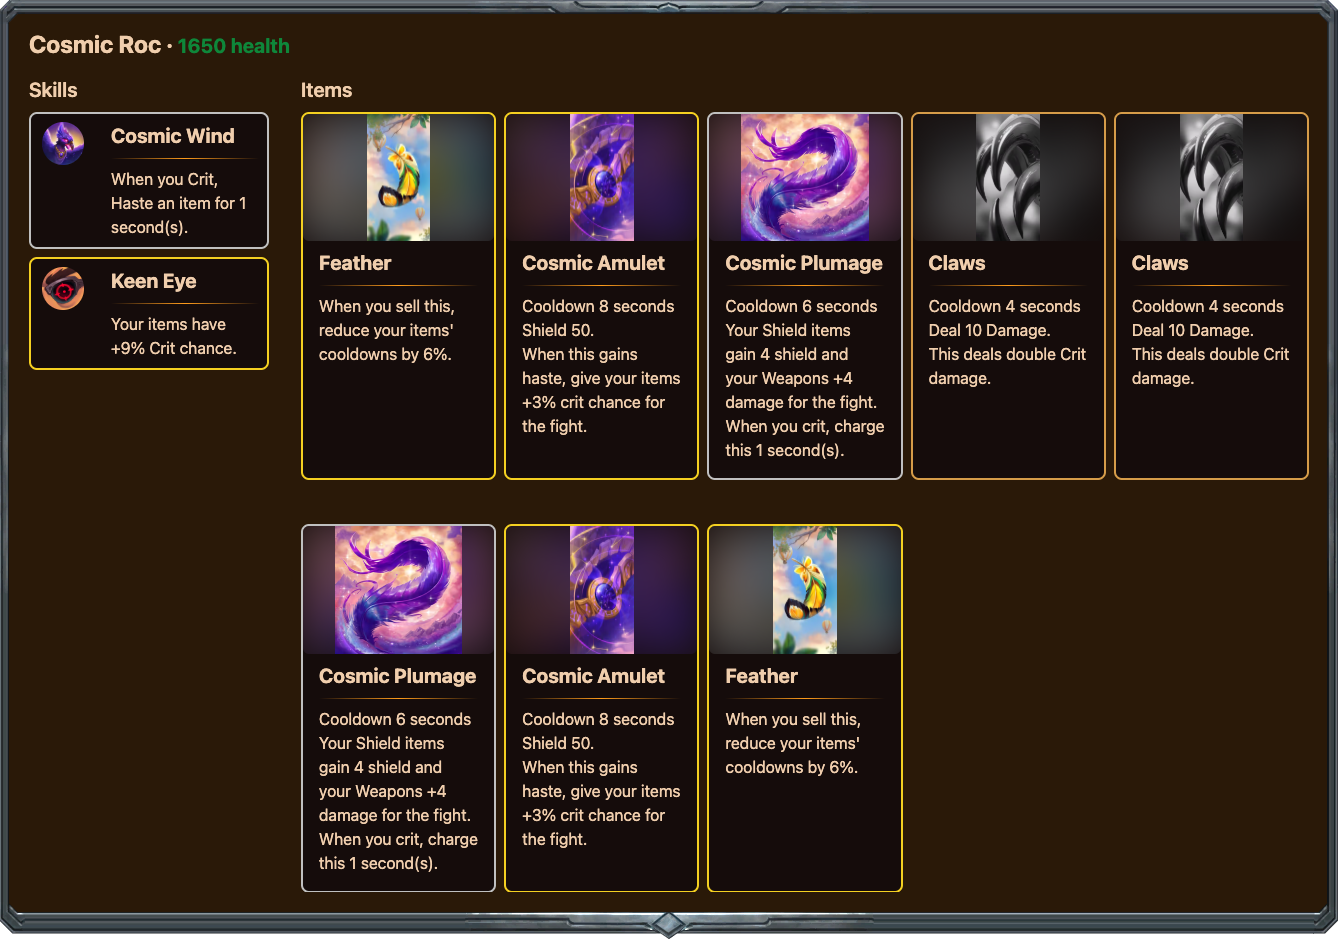 Cosmic Roc · 1650 health
Skills
Cosmic Wind
When you Crit,
Haste an item for 1
second(s).
Keen Eye
Your items have
+9% Crit chance.
Items
Feather
When you sell this,
reduce your items'
cooldowns by 6%.
Cosmic Amulet
Cooldown 8 seconds
Shield 50.
When this gains
haste, give your items
+3% crit chance for
the fight.
Cosmic Plumage
Cooldown 6 seconds
Your Shield items
gain 4 shield and
your Weapons +4
damage for the fight.
When you crit, charge
this 1 second(s).
Claws
Cooldown 4 seconds
Deal 10 Damage.
This deals double Crit
damage.
Claws
Cooldown 4 seconds
Deal 10 Damage.
This deals double Crit
damage.
Cosmic Plumage
Cooldown 6 seconds
Your Shield items
gain 4 shield and
your Weapons +4
damage for the fight.
When you crit, charge
this 1 second(s).
Cosmic Amulet
Cooldown 8 seconds
Shield 50.
When this gains
haste, give your items
+3% crit chance for
the fight.
Feather
When you sell this,
reduce your items'
cooldowns by 6%.